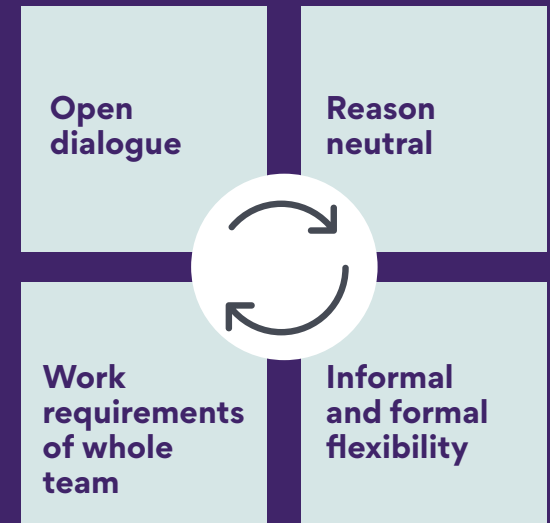 Open
dialogue
Reason
neutral
Work
requirements
of whole
team
Informal
and formal
flexibility